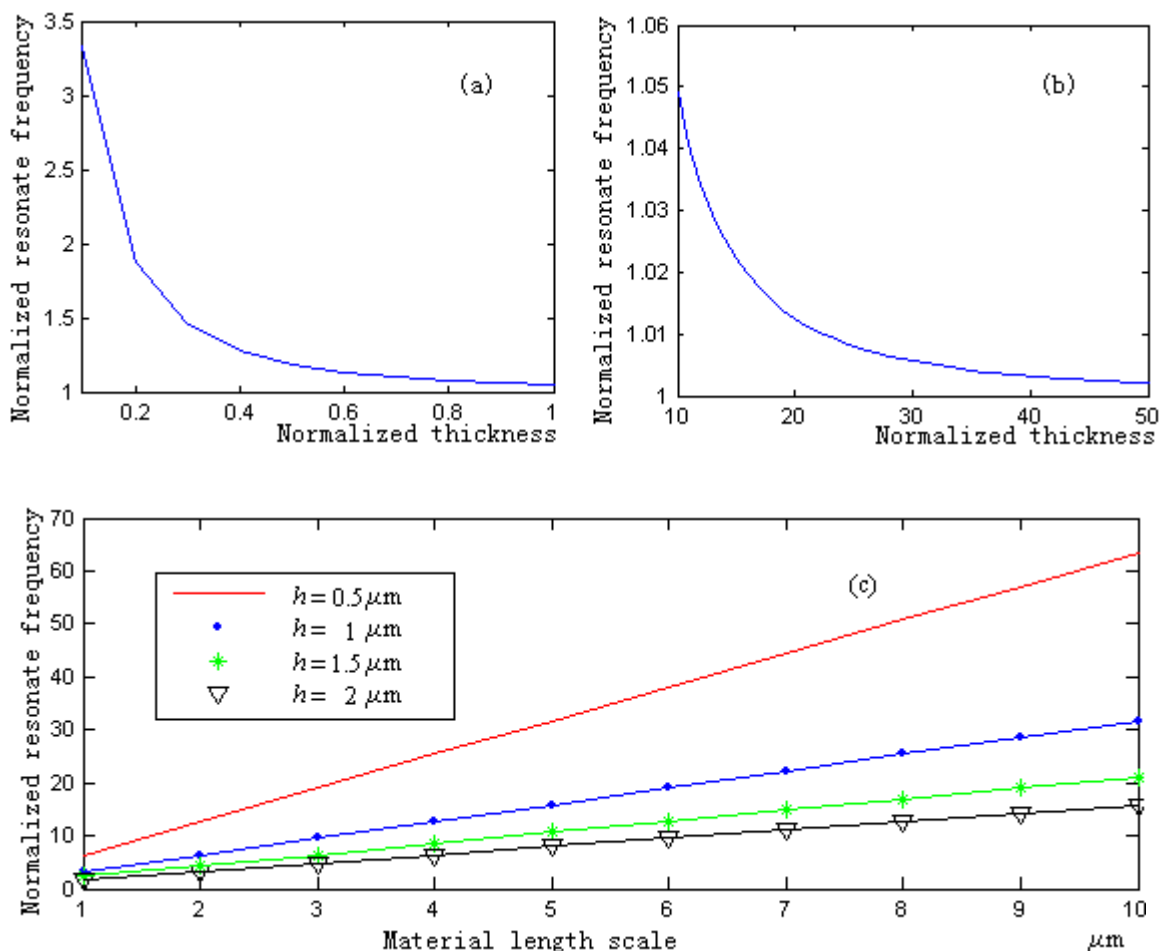 Normalized resonate frequency
3.5
3
2.5
2
1.5
1
(a)
0.2 0.4 0.6 0.8 1
Normalized thickness
Normalized resonate frequency
1.06
1.05
1.04
1.03
1.02
1.01
1
(b)
10 20 30 40 50
Normalized thickness
Normalized resonate frequency
70
60
50
40
30
20
10
0
h= 0.5 μm
h= 1 μm
h= 1.5 μm
h= 2 μm
(c)
1 2 3 4 5 6 7 8 9 10
Material length scale μm